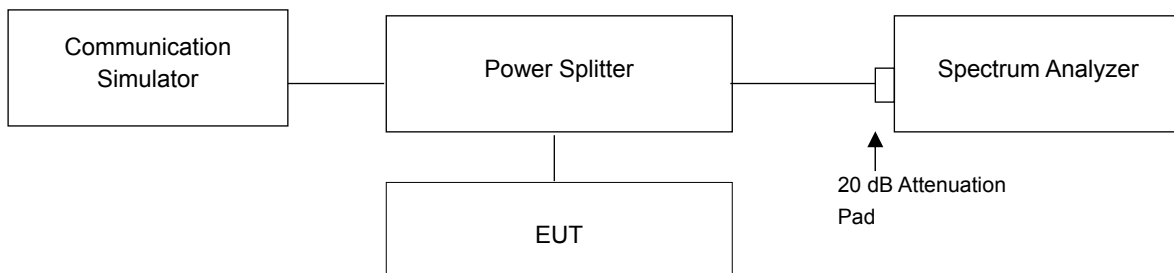 Communication
Simulator
Power Splitter
Spectrum Analyzer
20 dB Attenuation
Pad
EUT